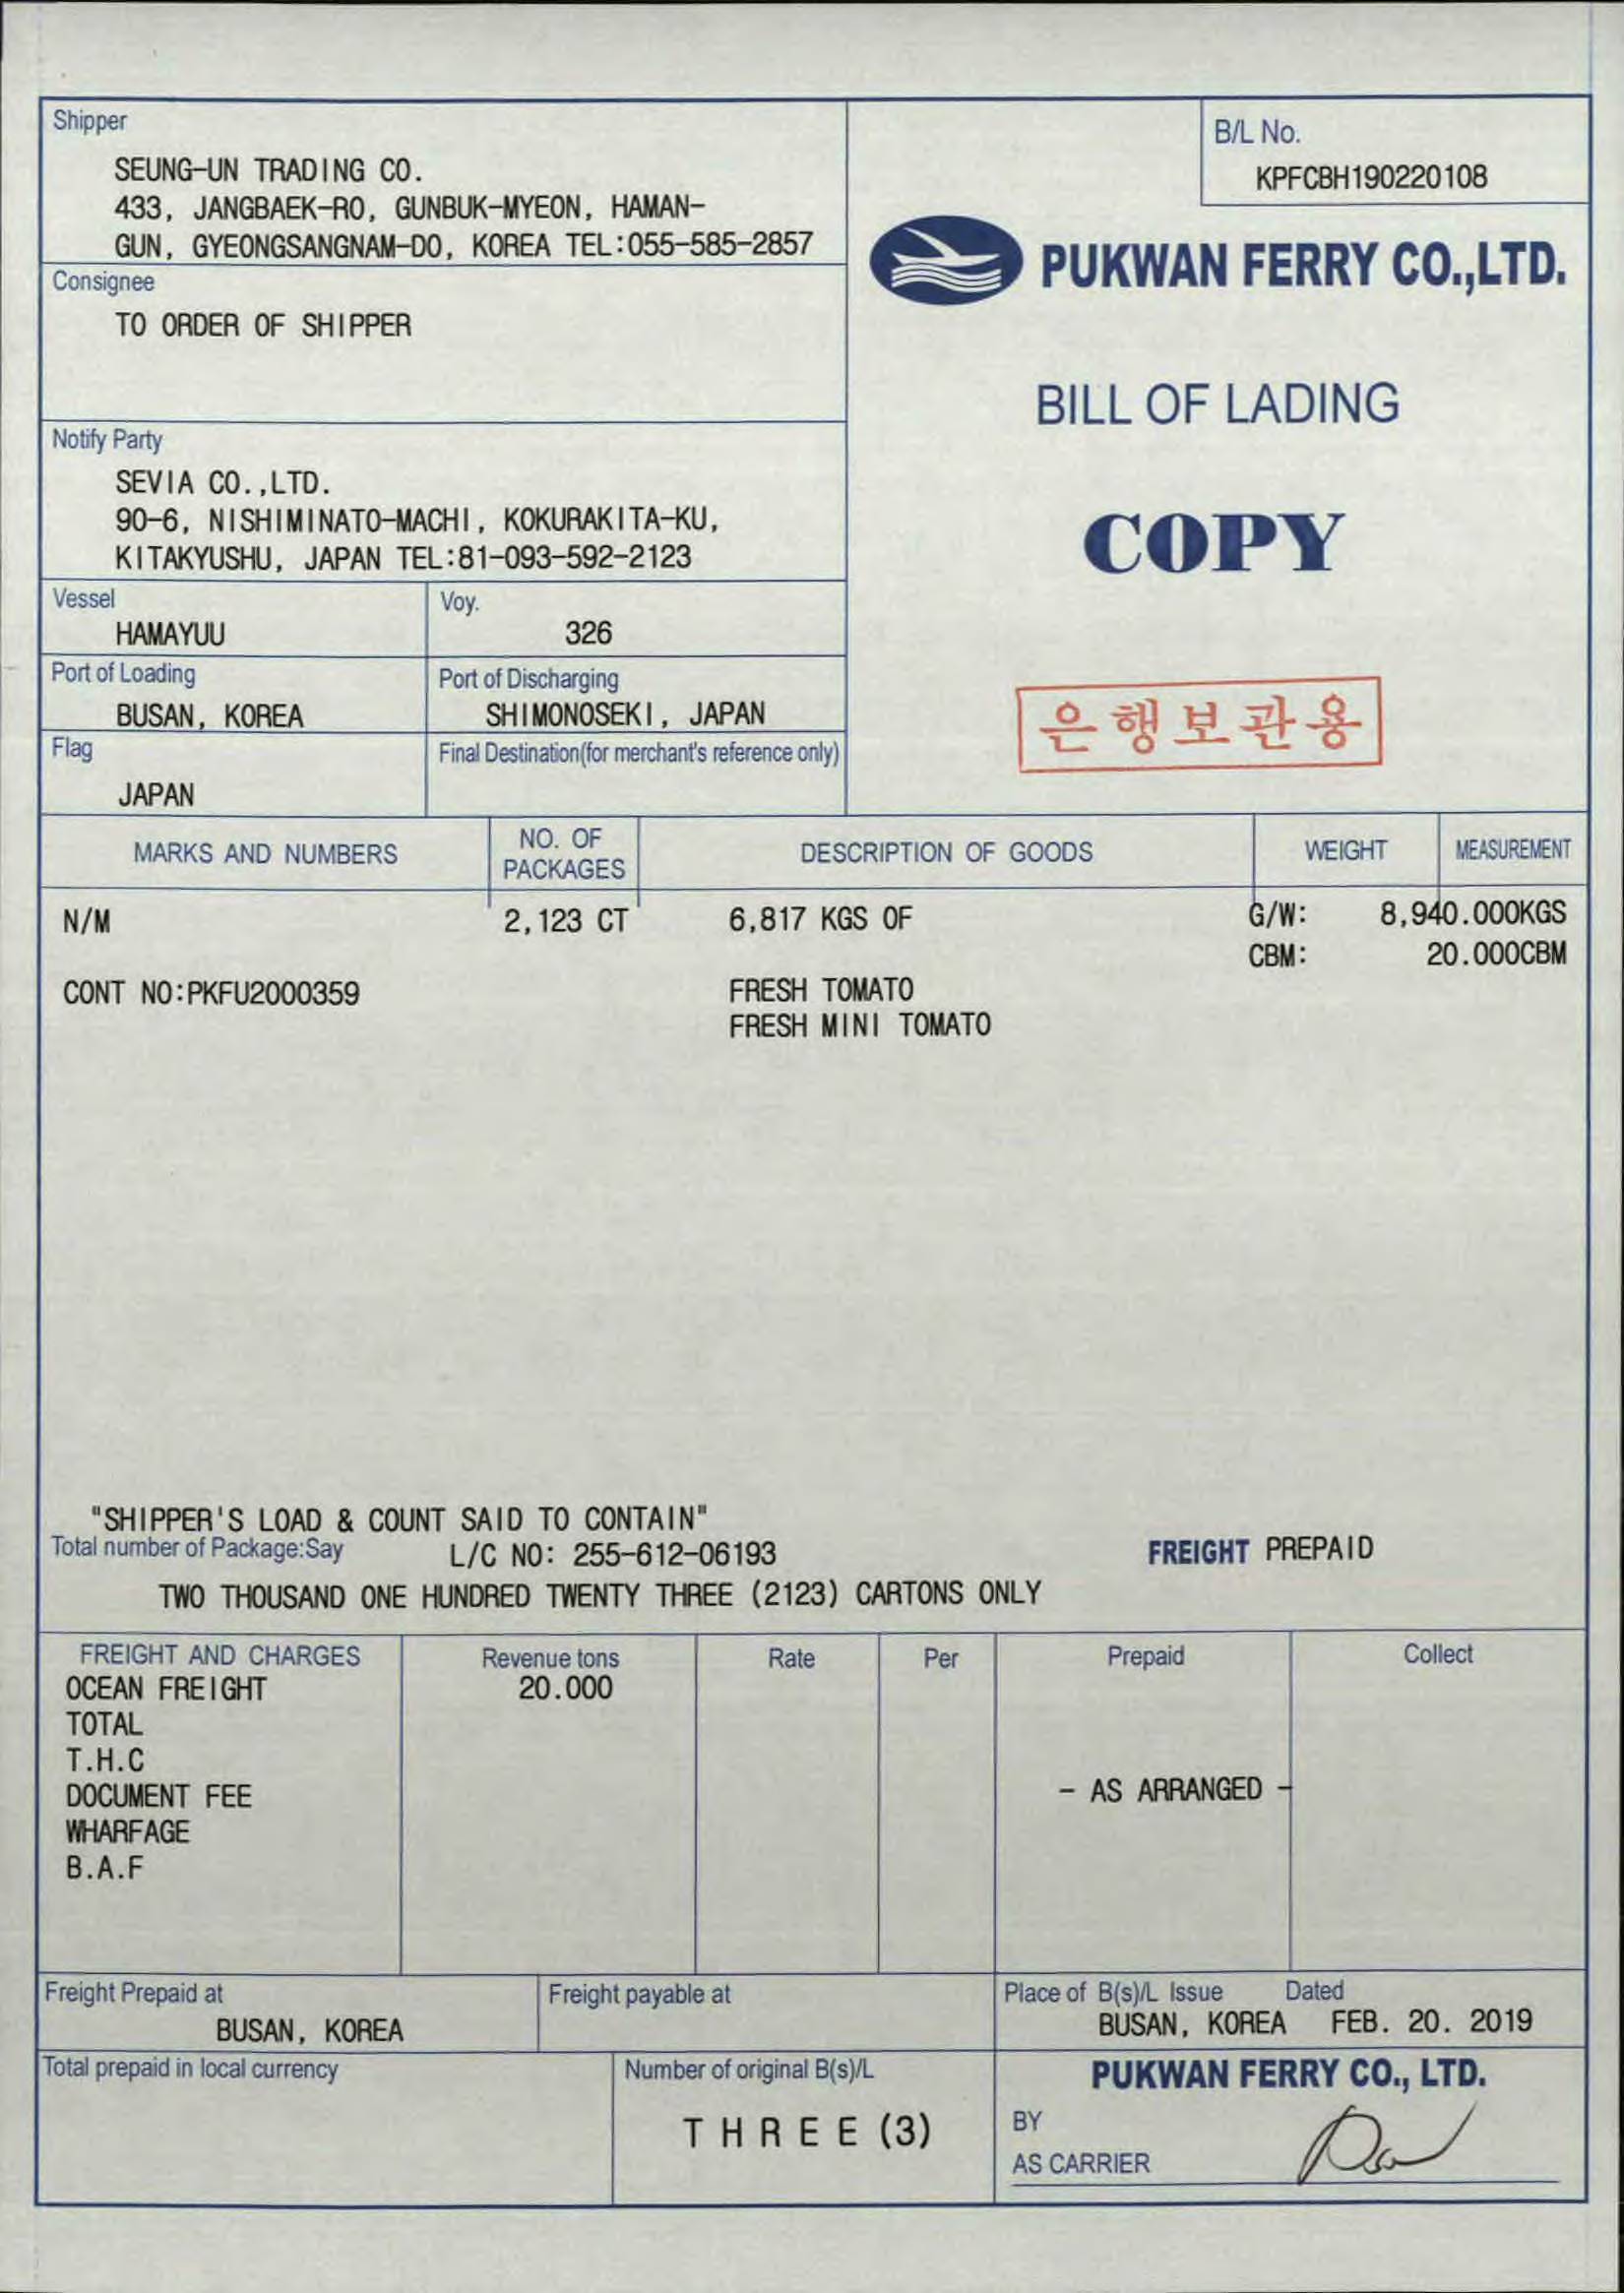 Shipper
SEUNG-UN TRADING CO.
433, JANGBAEK-RO, GUNBUK-MYEON, HAMAN-
GUN, GYEONGSANGNAM-DO, KOREA TEL:055-585-2857
B/L No.
KPFCBH190220108
PUKWAN FERRY CO.,LTD.
Consignee
TO ORDER OF SHIPPER
BILL OF LADING
Notify Party
SEVIA CO.,LTD.
90-6, NISHIMINATO-MACHI, KOKURAKITA-KU,
KITAKYUSHU, JAPAN TEL:81-093-592-2123
COPY
Vessel
HAMAYUU
Voy.
326
Port of Loading
BUSAN, KOREA
Port of Discharging
SHIMONOSEKI, JAPAN
은행보관용
Flag
JAPAN
Final Destination(for merchant's reference only)
MARKS AND NUMBERS
NO. OF
PACKAGES
DESCRIPTION OF GOODS
WEIGHT
MEASUREMENT
N/M
2,123 CT
6,817 KGS OF
G/W: 8,940.000KGS
CBM: 20.000CBM
CONT NO:PKFU2000359
FRESH TOMATO
FRESH MINI TOMATO
"SHIPPER'S LOAD & COUNT SAID TO CONTAIN"
Total number of Package:Say L/C NO: 255-612-06193
FREIGHT PREPAID
TWO THOUSAND ONE HUNDRED TWENTY THREE (2123) CARTONS ONLY
FREIGHT AND CHARGES
Revenue tons
Rate
Per
Prepaid
Collect
OCEAN FREIGHT
20.000
TOTAL
T.H.C
DOCUMENT FEE
- AS ARRANGED -
WHARFAGE
B.A.F
Freight Prepaid at
BUSAN, KOREA
Freight payable at
Place of B(s)/L Issue Dated
BUSAN, KOREA FEB. 20. 2019
Total prepaid in local currency
Number of original B(s)/L
THREE (3)
PUKWAN FERRY CO., LTD.
BY
AS CARRIER